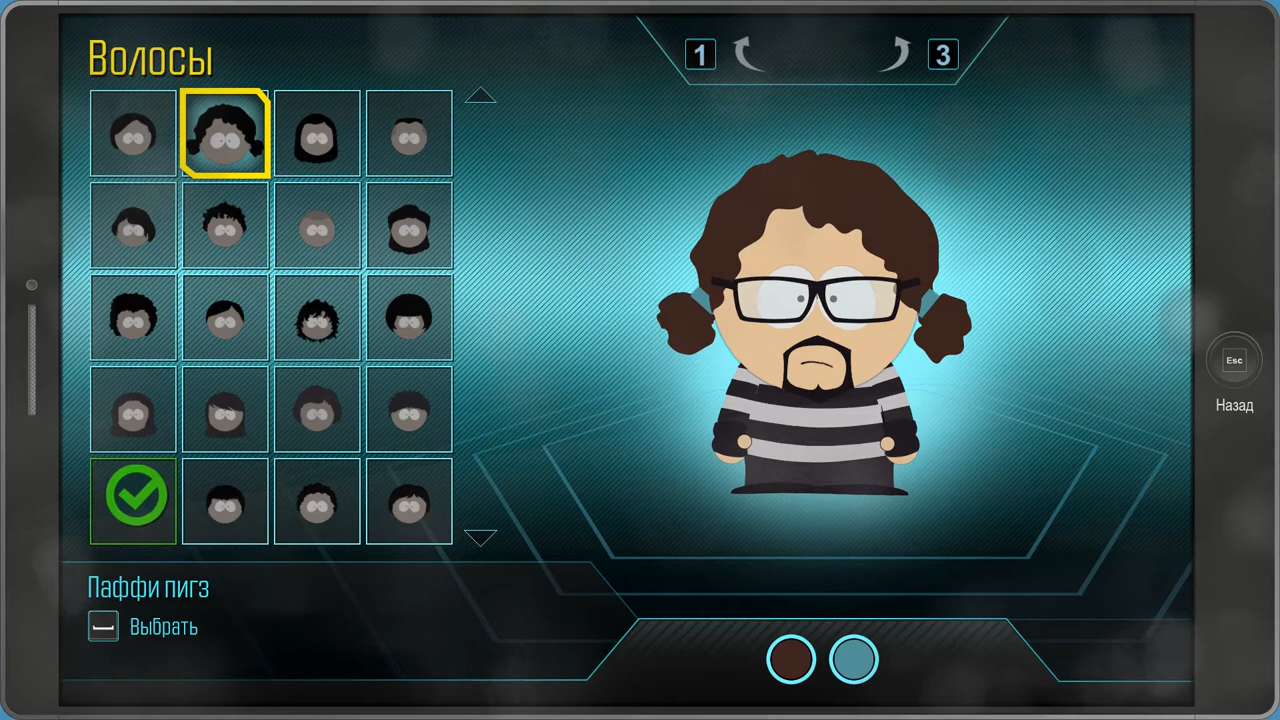 Волосы
1
3
Esc
Назад
Паффи пигз
Выбрать